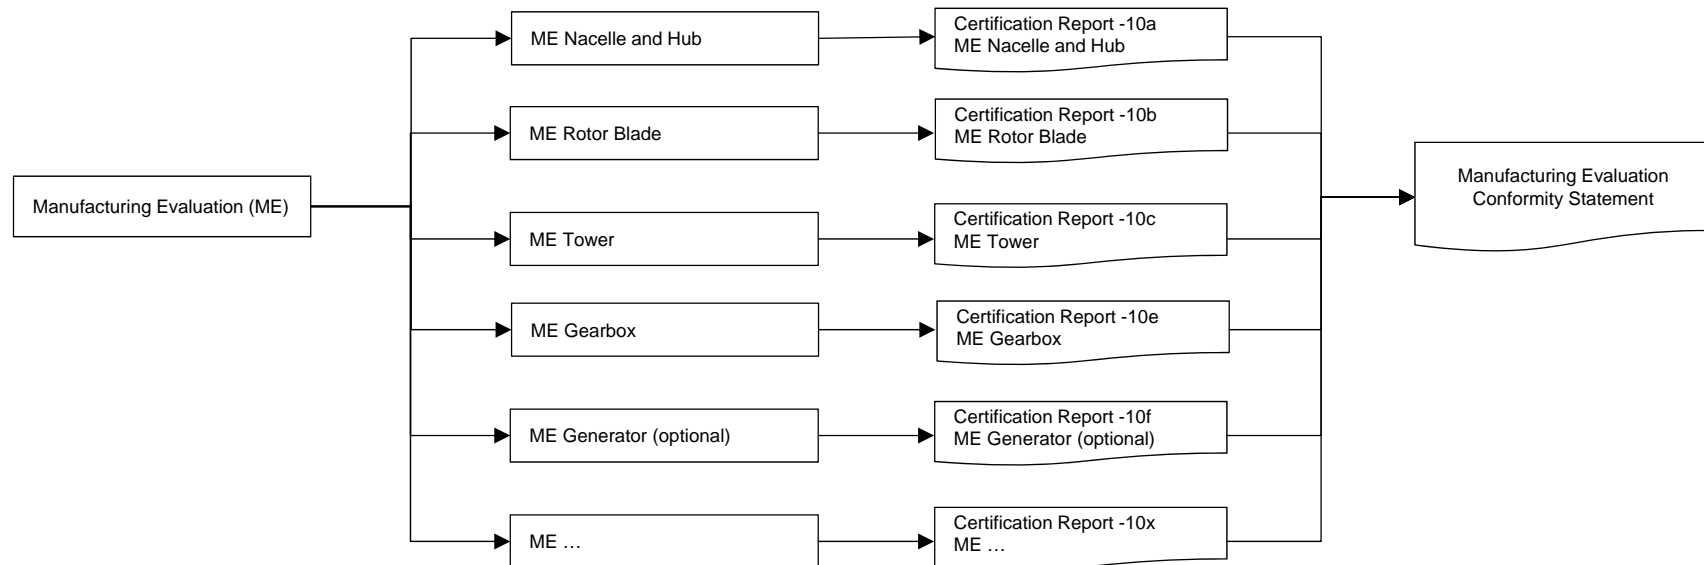 Manufacturing Evaluation (ME)
ME Nacelle and Hub
Certification Report -10a
ME Nacelle and Hub
ME Rotor Blade
Certification Report -10b
ME Rotor Blade
ME Tower
Certification Report -10c
ME Tower
ME Gearbox
Certification Report -10e
ME Gearbox
ME Generator (optional)
Certification Report -10f
ME Generator (optional)
ME …
Certification Report -10x
ME …
Manufacturing Evaluation
Conformity Statement